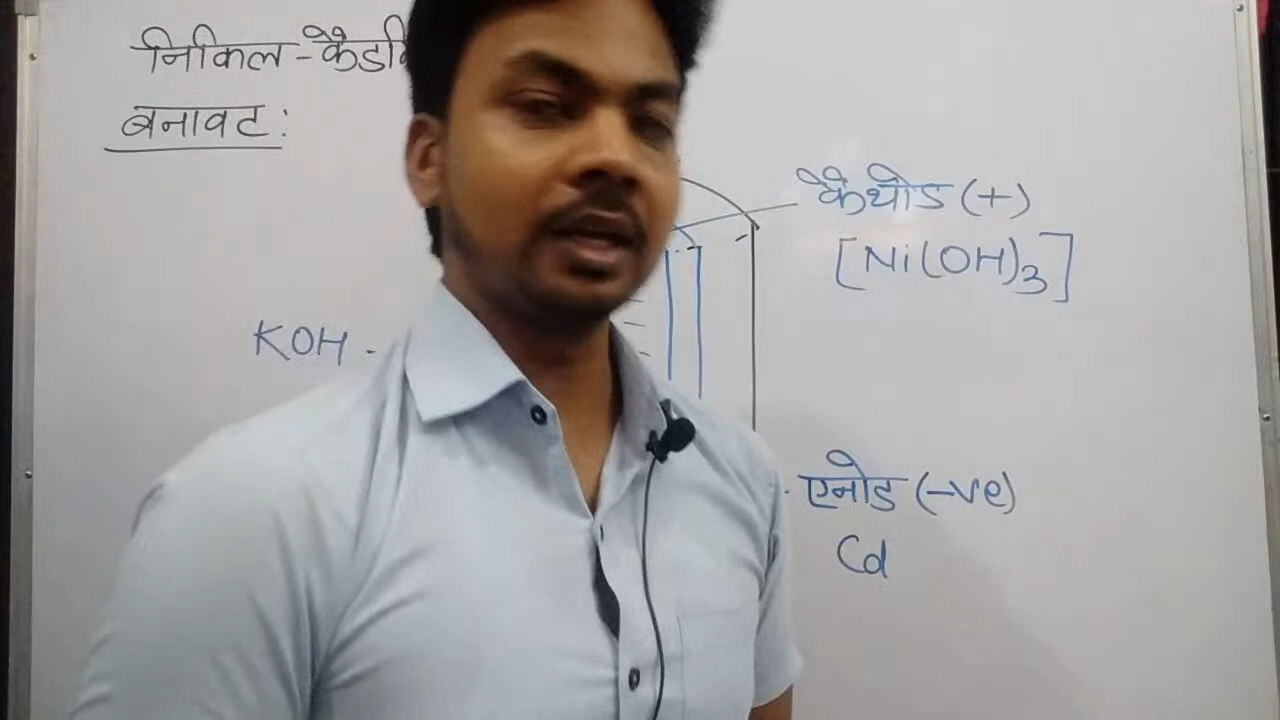 निकिल-कैडमि
बनावट:
कैथोड (+)
[Ni(OH)3]
KOH
एनोड (-ve)
Cd